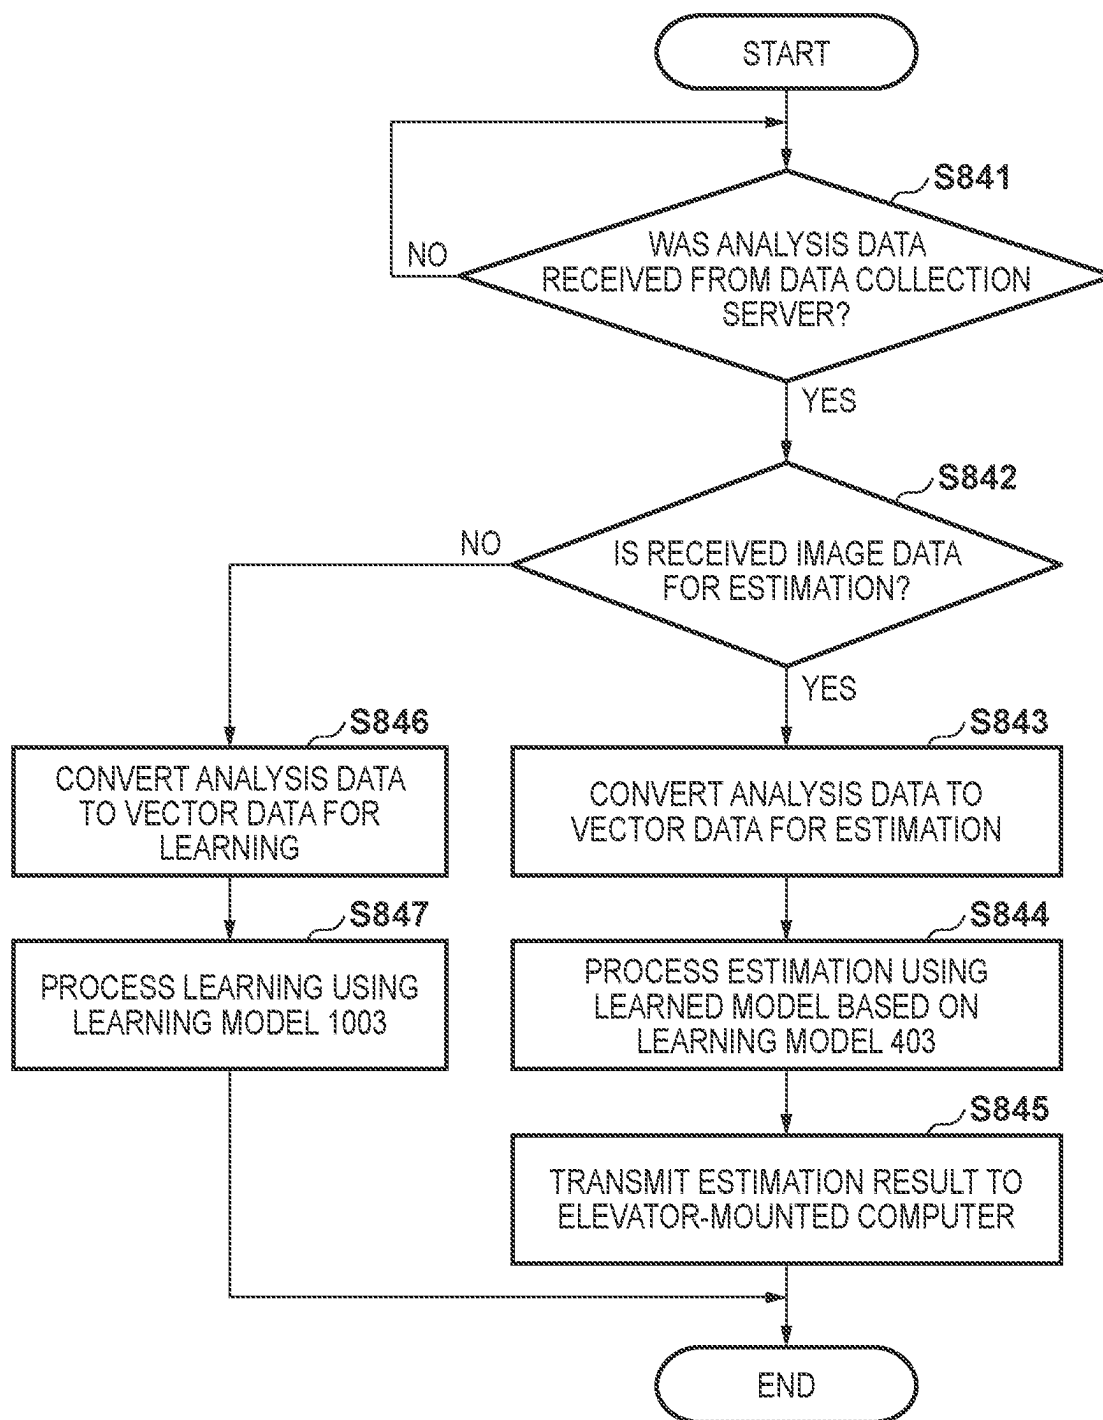 START
S841
WAS ANALYSIS DATA
RECEIVED FROM DATA COLLECTION
SERVER?
NO
YES
S842
IS RECEIVED IMAGE DATA
FOR ESTIMATION?
NO
YES
S846
CONVERT ANALYSIS DATA
TO VECTOR DATA FOR
LEARNING
S843
CONVERT ANALYSIS DATA TO
VECTOR DATA FOR ESTIMATION
S847
PROCESS LEARNING USING
LEARNING MODEL 1003
S844
PROCESS ESTIMATION USING
LEARNED MODEL BASED ON
LEARNING MODEL 403
S845
TRANSMIT ESTIMATION RESULT TO
ELEVATOR-MOUNTED COMPUTER
END